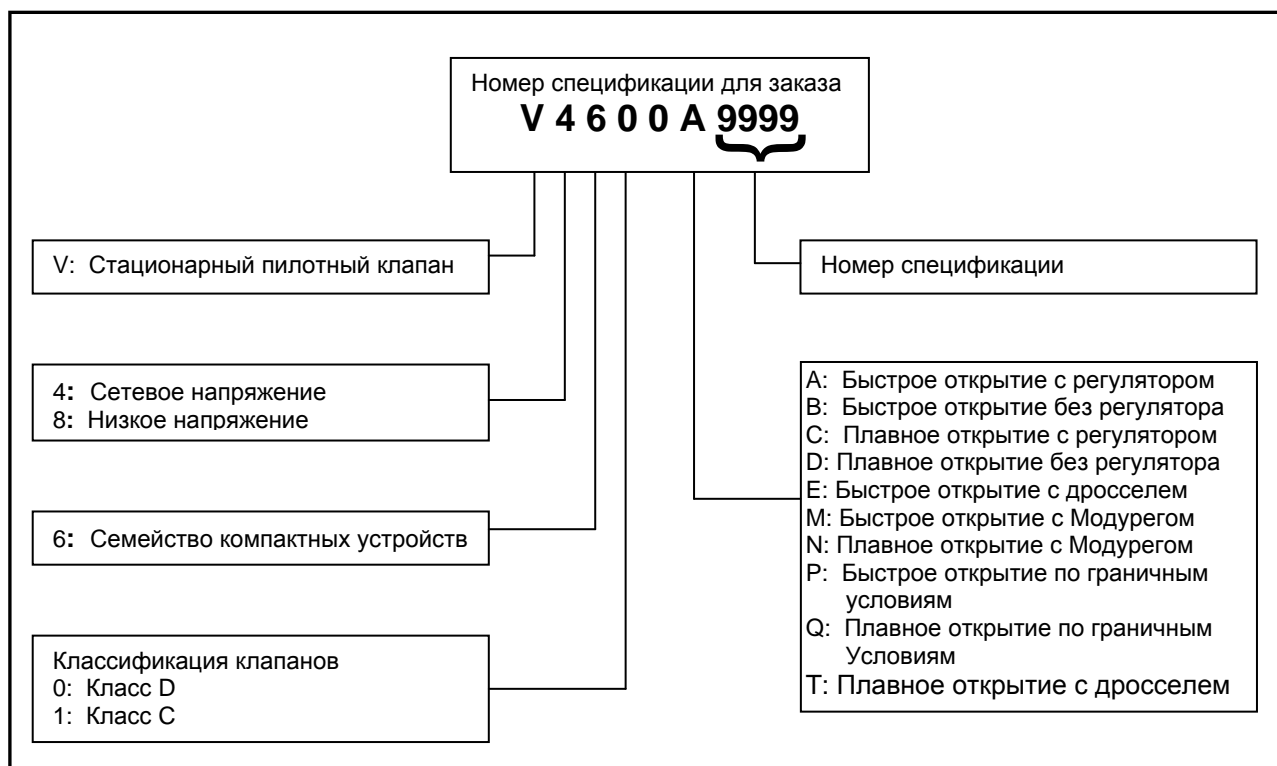 Номер спецификации для заказа
V 4 6 0 0 A 9999
V: Стационарный пилотный клапан
Номер спецификации
4: Сетевое напряжение
8: Низкое напряжение
6: Семейство компактных устройств
Классификация клапанов
0: Класс D
1: Класс C
A: Быстрое открытие с регулятором
B: Быстрое открытие без регулятора
C: Плавное открытие с регулятором
D: Плавное открытие без регулятора
E: Быстрое открытие с дросселем
M: Быстрое открытие с Модурегом
N: Плавное открытие с Модурегом
P: Быстрое открытие по граничным
условиям
Q: Плавное открытие по граничным
Условиям
T: Плавное открытие с дросселем